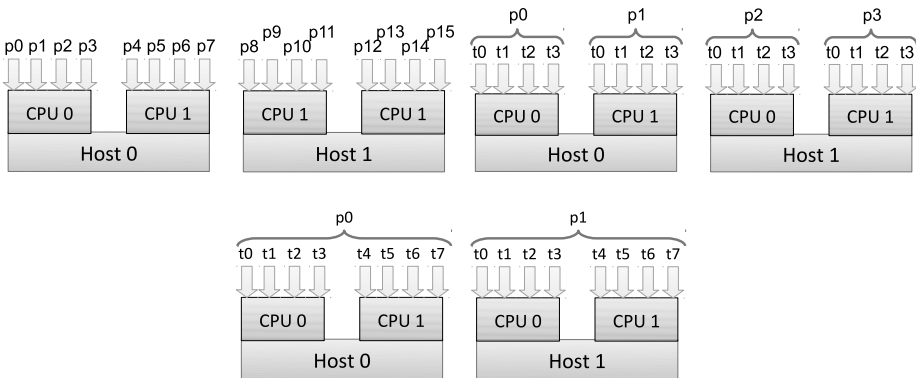 p0 p1 p2 p3 p4 p5 p6 p7
CPU 0 CPU 1
Host 0
p9 p11 p13 p15
p8 p10 p12 p14
CPU 1 CPU 1
Host 1
p0 p1
t0 t1 t2 t3 t0 t1 t2 t3
CPU 0 CPU 1
Host 0
p2 p3
t0 t1 t2 t3 t0 t1 t2 t3
CPU 0 CPU 1
Host 1
p0
t0 t1 t2 t3 t4 t5 t6 t7
CPU 0 CPU 1
Host 0
p1
t0 t1 t2 t3 t4 t5 t6 t7
CPU 0 CPU 1
Host 1